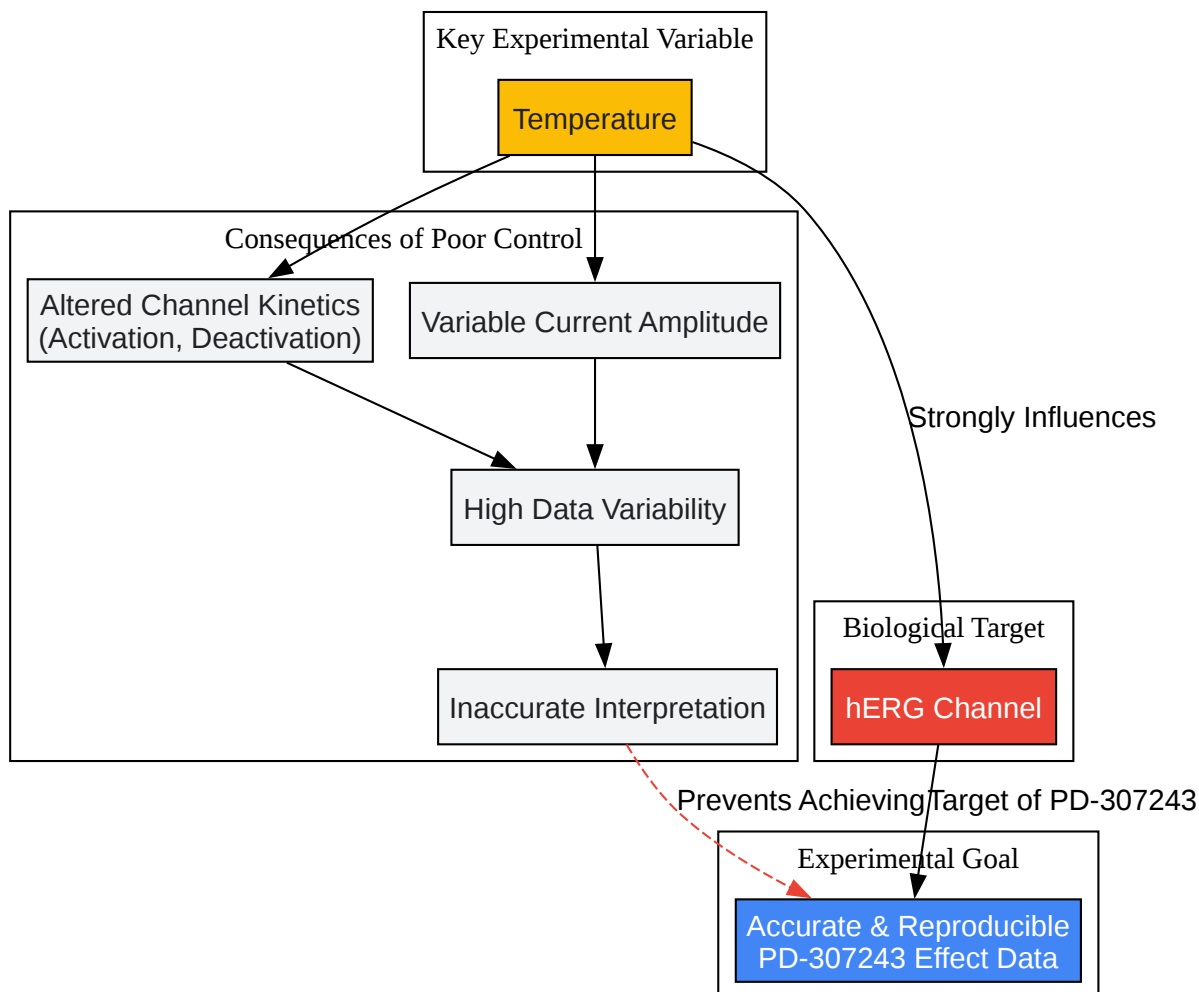 Key Experimental Variable
Temperature
Consequences of Poor Control
Altered Channel Kinetics
(Activation, Deactivation)
Variable Current Amplitude
Strongly Influences
High Data Variability
Biological Target
Inaccurate Interpretation
hERG Channel
Prevents Achieving
Target of PD-307243
Experimental Goal
Accurate & Reproducible
PD-307243 Effect Data